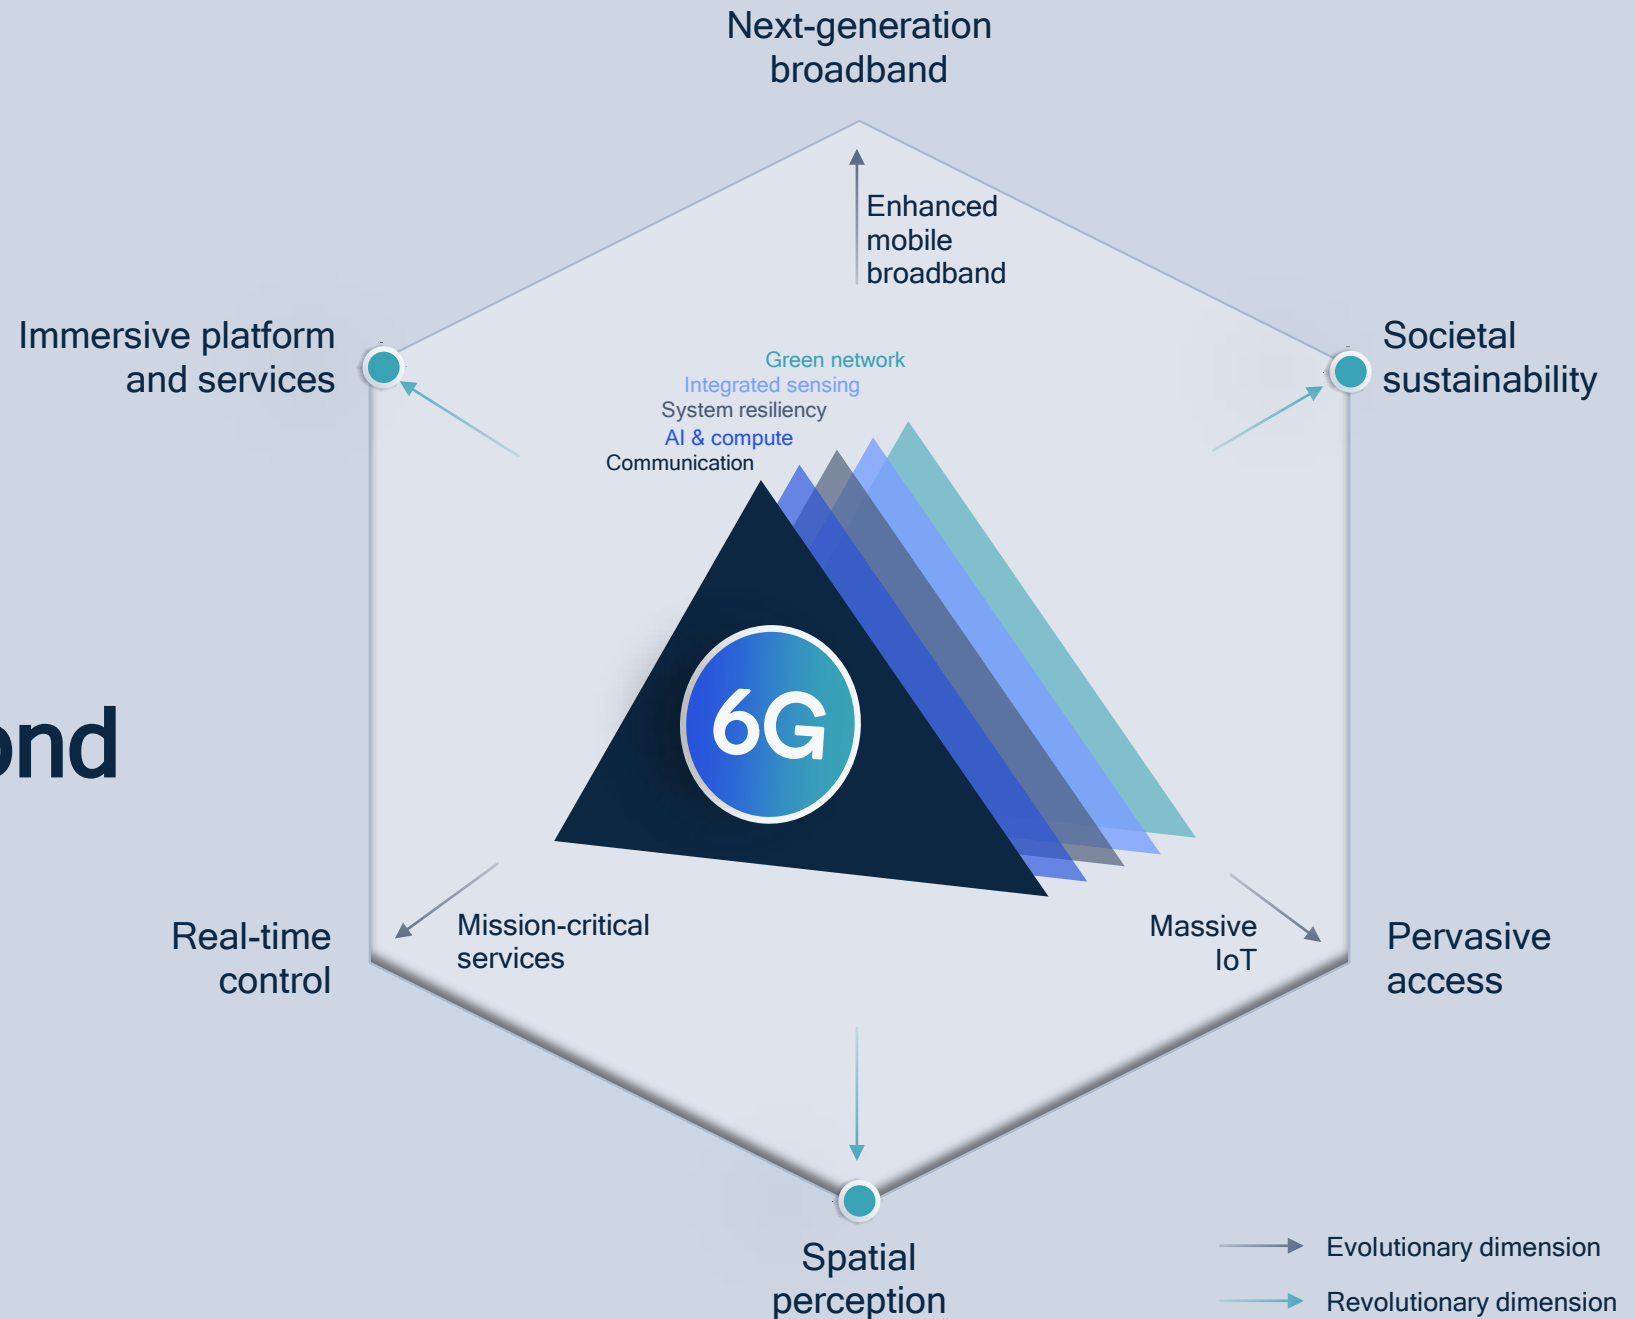 Next-generation
broadband
Enhanced
mobile
broadband
Immersive platform
and services
Societal
sustainability
Green network
Integrated sensing
System resiliency
AI & compute
Communication
6G
Real-time
control
Mission-critical
services
Massive
IoT
Pervasive
access
Spatial
perception
Evolutionary dimension
Revolutionary dimension